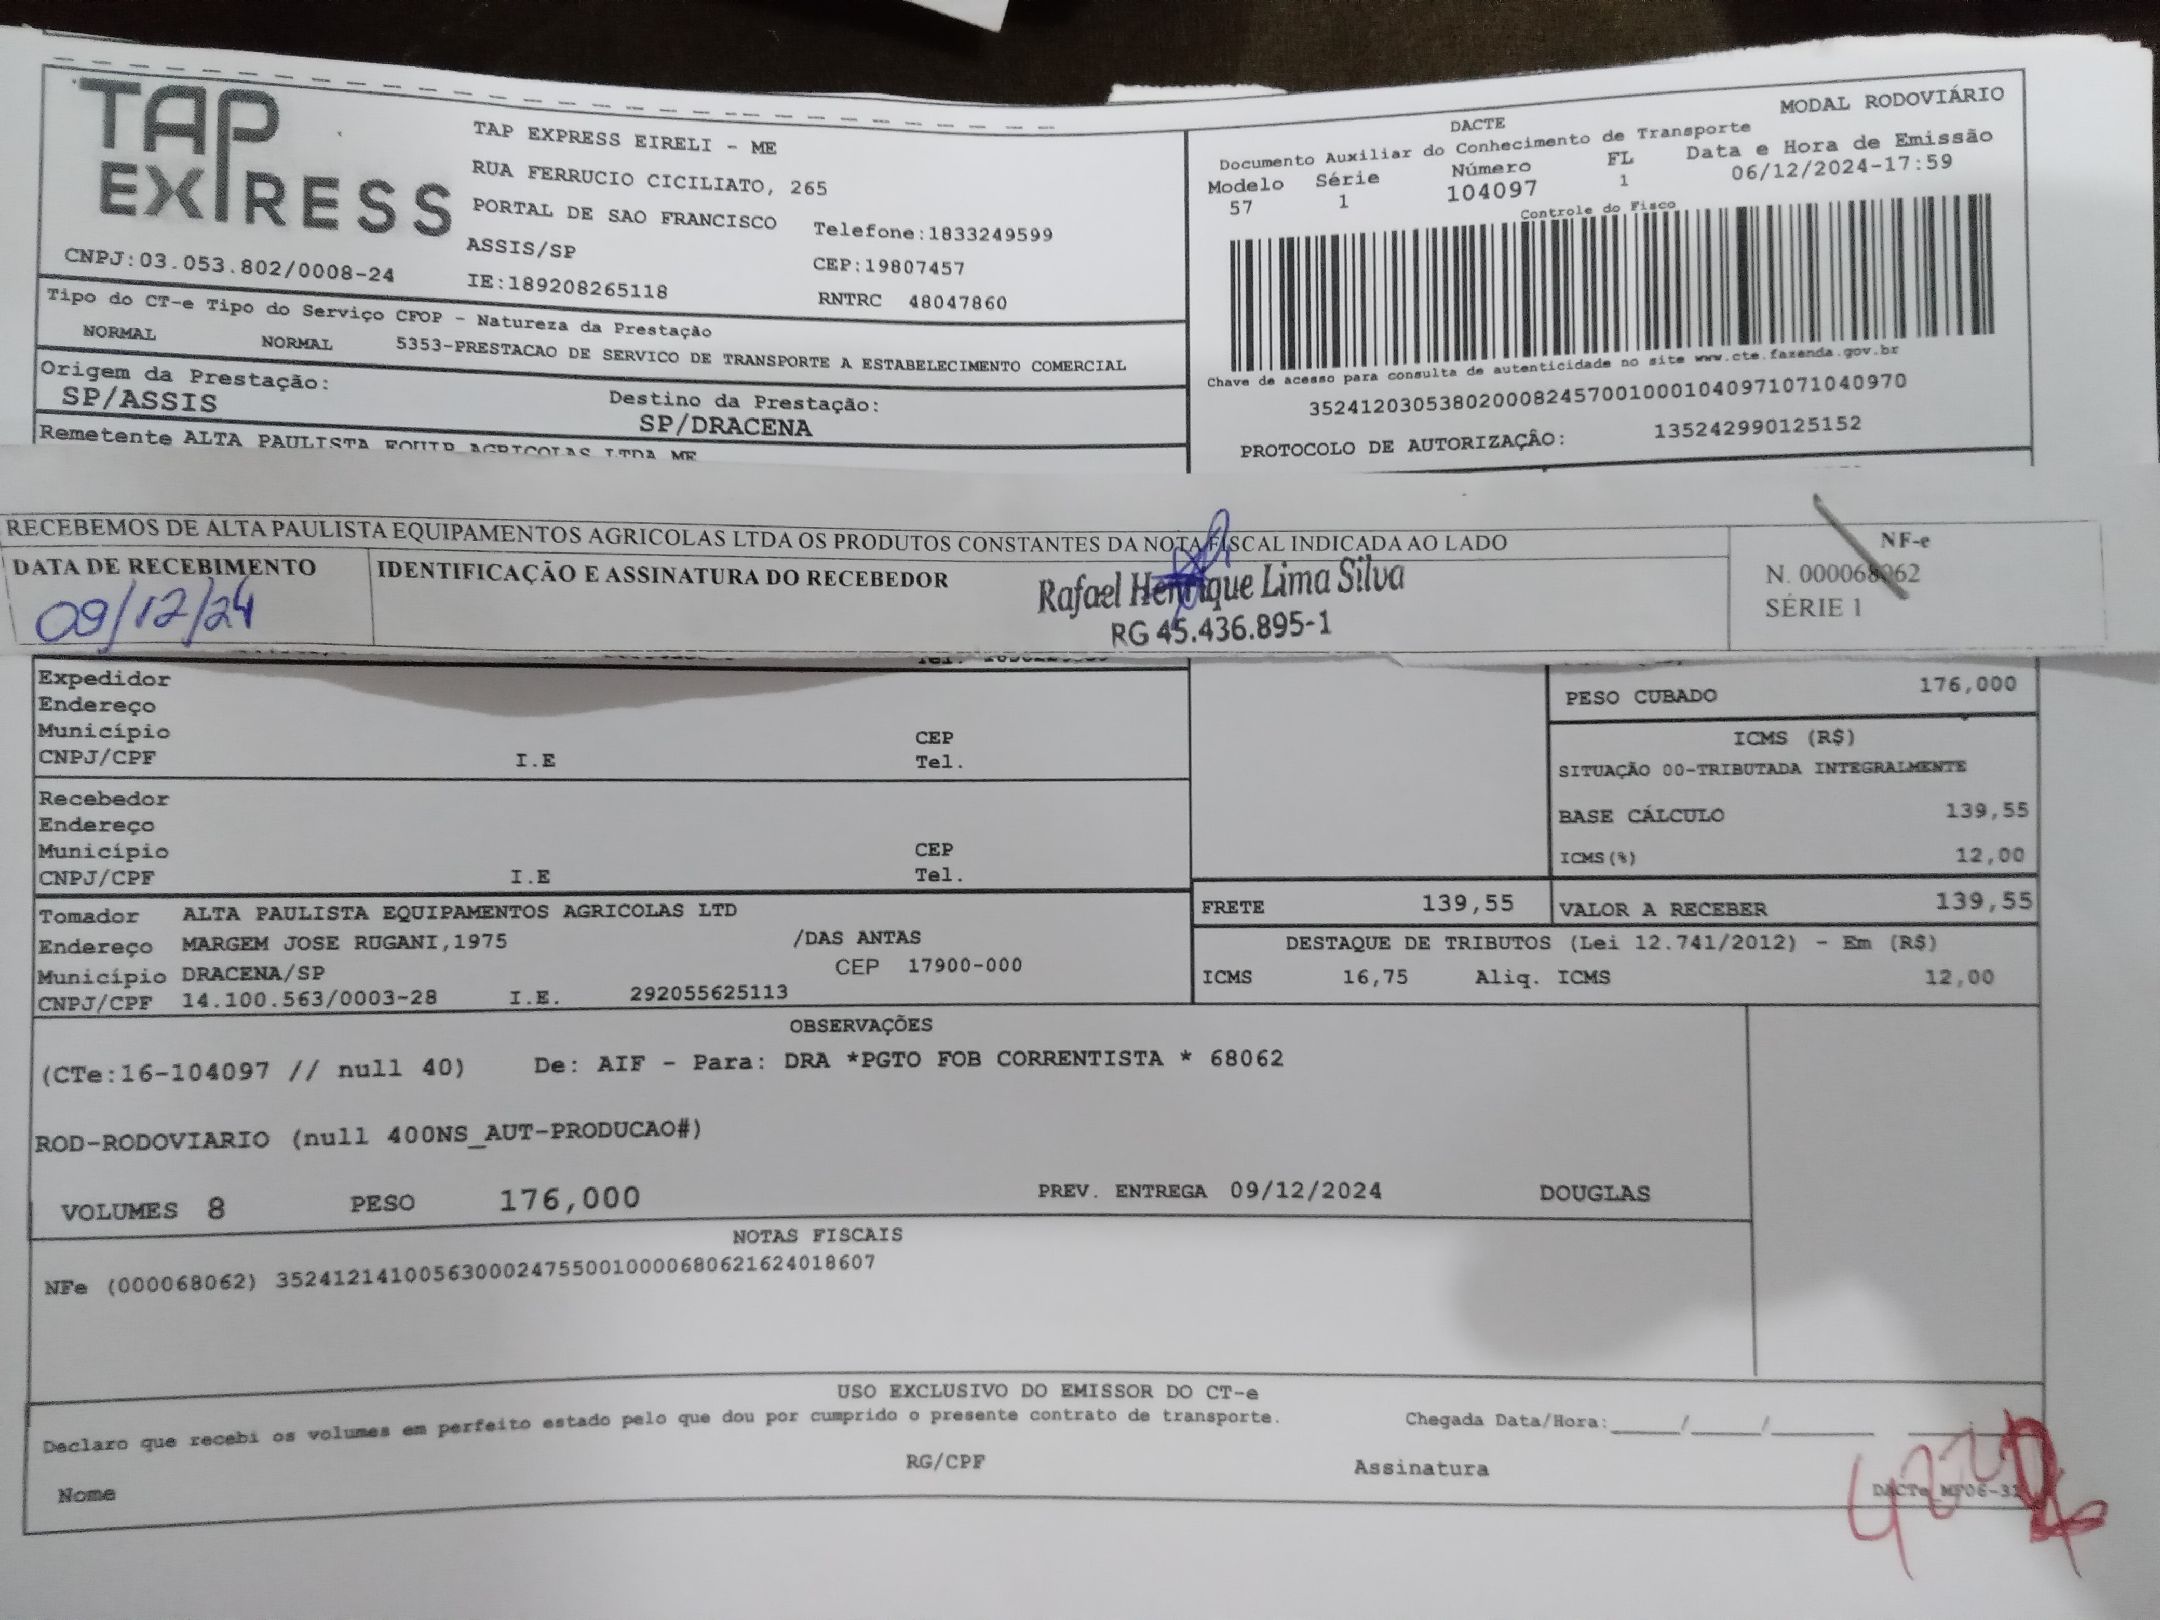 TAP
EXPRESS
CNPJ:03.053.802/0008-24
TAP EXPRESS EIRELI - ME
RUA FERRUCIO CICILIATO, 265
PORTAL DE SAO FRANCISCO Telefone:1833249599
ASSIS/SP CEP:19807457
IE:189208265118 RNTRC 48047860
MODAL RODOVIÁRIO
DACTE
Documento Auxiliar do Conhecimento de Transporte
Modelo Série Número FL Data e Hora de Emissão
57 1 104097 1 06/12/2024-17:59
Controle do Fisco
Chave de acesso para consulta de autenticidade no site www.cte.fazenda.gov.br
35241203053802000824570010001040971071040970
PROTOCOLO DE AUTORIZAÇÃO: 135242990125152
Tipo do CT-e Tipo do Serviço CFOP - Natureza da Prestação
NORMAL NORMAL 5353-PRESTACAO DE SERVICO DE TRANSPORTE A ESTABELECIMENTO COMERCIAL
Origem da Prestação: Destino da Prestação:
SP/ASSIS SP/DRACENA
Remetente ALTA PAULISTA EQUIP AGRICOLAS LTDA ME
RECEBEMOS DE ALTA PAULISTA EQUIPAMENTOS AGRICOLAS LTDA OS PRODUTOS CONSTANTES DA NOTA FISCAL INDICADA AO LADO
DATA DE RECEBIMENTO IDENTIFICAÇÃO E ASSINATURA DO RECEBEDOR
09/12/24
Rafael Henrique Lima Silva
RG 45.436.895-1
NF-e
N. 000068062
SÉRIE 1
Expedidor
Endereço
Município CEP
CNPJ/CPF I.E Tel.
Recebedor
Endereço
Município CEP
CNPJ/CPF I.E Tel.
PESO CUBADO 176,000
ICMS (R$)
SITUAÇÃO 00-TRIBUTADA INTEGRALMENTE
BASE CÁLCULO 139,55
ICMS(%) 12,00
FRETE 139,55 VALOR A RECEBER 139,55
Tomador ALTA PAULISTA EQUIPAMENTOS AGRICOLAS LTD
Endereço MARGEM JOSE RUGANI,1975 /DAS ANTAS
Município DRACENA/SP CEP 17900-000
CNPJ/CPF 14.100.563/0003-28 I.E. 292055625113
DESTAQUE DE TRIBUTOS (Lei 12.741/2012) - Em (R$)
ICMS 16,75 Aliq. ICMS 12,00
OBSERVAÇÕES
(CTe:16-104097 // null 40) De: AIF - Para: DRA *PGTO FOB CORRENTISTA * 68062
ROD-RODOVIARIO (null 400NS_AUT-PRODUCAO#)
VOLUMES 8 PESO 176,000 PREV. ENTREGA 09/12/2024 DOUGLAS
NOTAS FISCAIS
NFe (000068062) 35241214100563000247550010000680621624018607
USO EXCLUSIVO DO EMISSOR DO CT-e
Declaro que recebi os volumes em perfeito estado pelo que dou por cumprido o presente contrato de transporte. Chegada Data/Hora:_____/_____/_______
Nome RG/CPF Assinatura